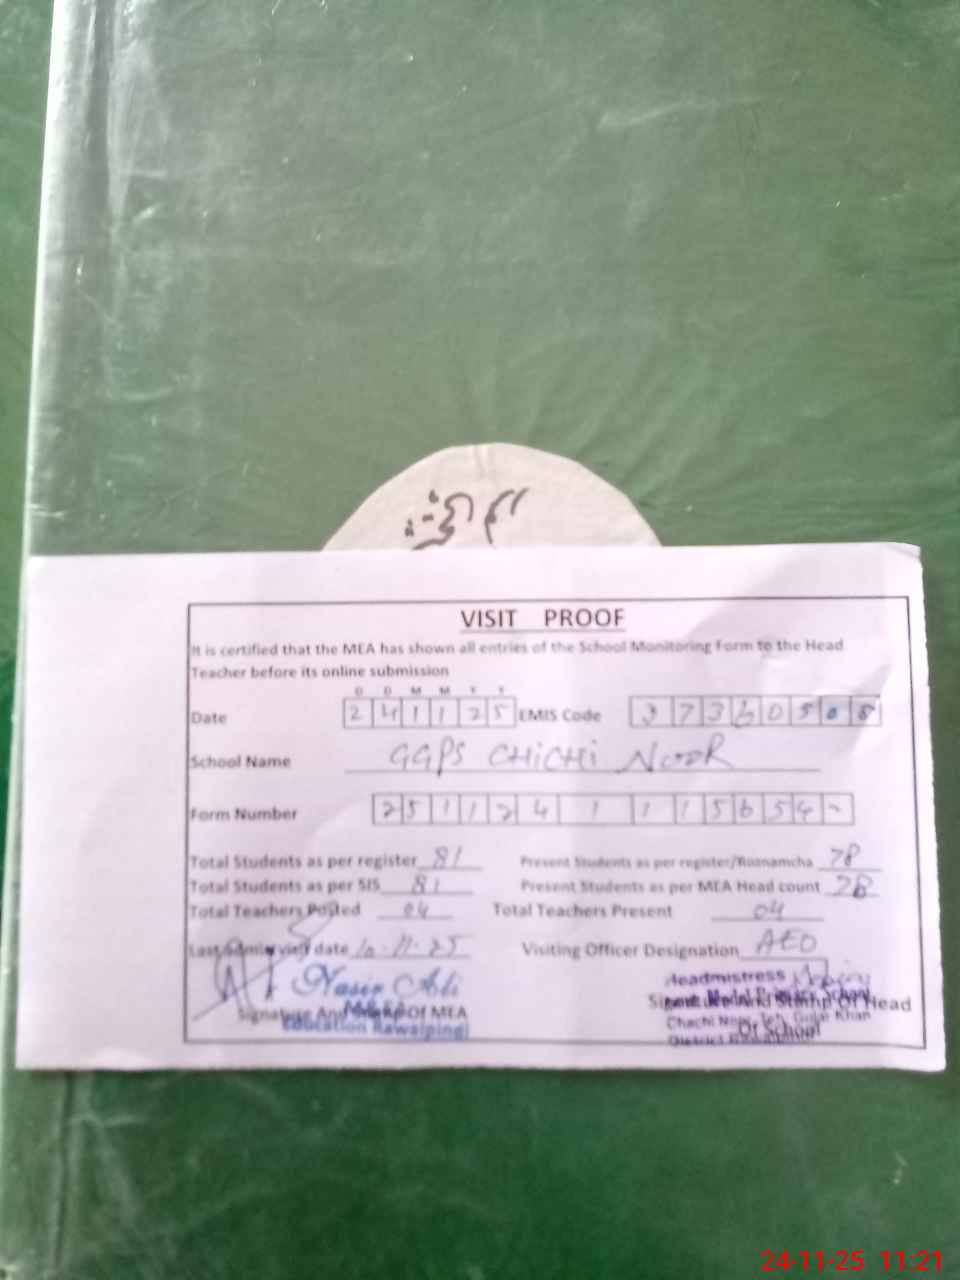 VISIT PROOF
It is certified that the MEA has shown all entries of the School Monitoring Form to the Head
Teacher before its online submission
D D M M Y Y
Date 2 4 1 1 2 5 EMIS Code 3 7 3 6 0 5 0 8
School Name GGPS CHiCHi NooR
Form Number 2 5 1 1 2 4 1 1 1 5 6 5 4
Total Students as per register 81 Present Students as per register/Roznamcha 78
Total Students as per SIS 81 Present Students as per MEA Head count 78
Total Teachers Posted 04 Total Teachers Present 04
Last admin visit date 10-11-25 Visiting Officer Designation AEO
Nasir Ali
Signature And Stamp Of MEA
Education Rawalpindi
Headmistress
Govt. Model Primary School
Signature And Stamp Of Head
Of School
Chachi Noor, Teh. Gujar Khan
District Rawalpindi
24-11-25 11:21